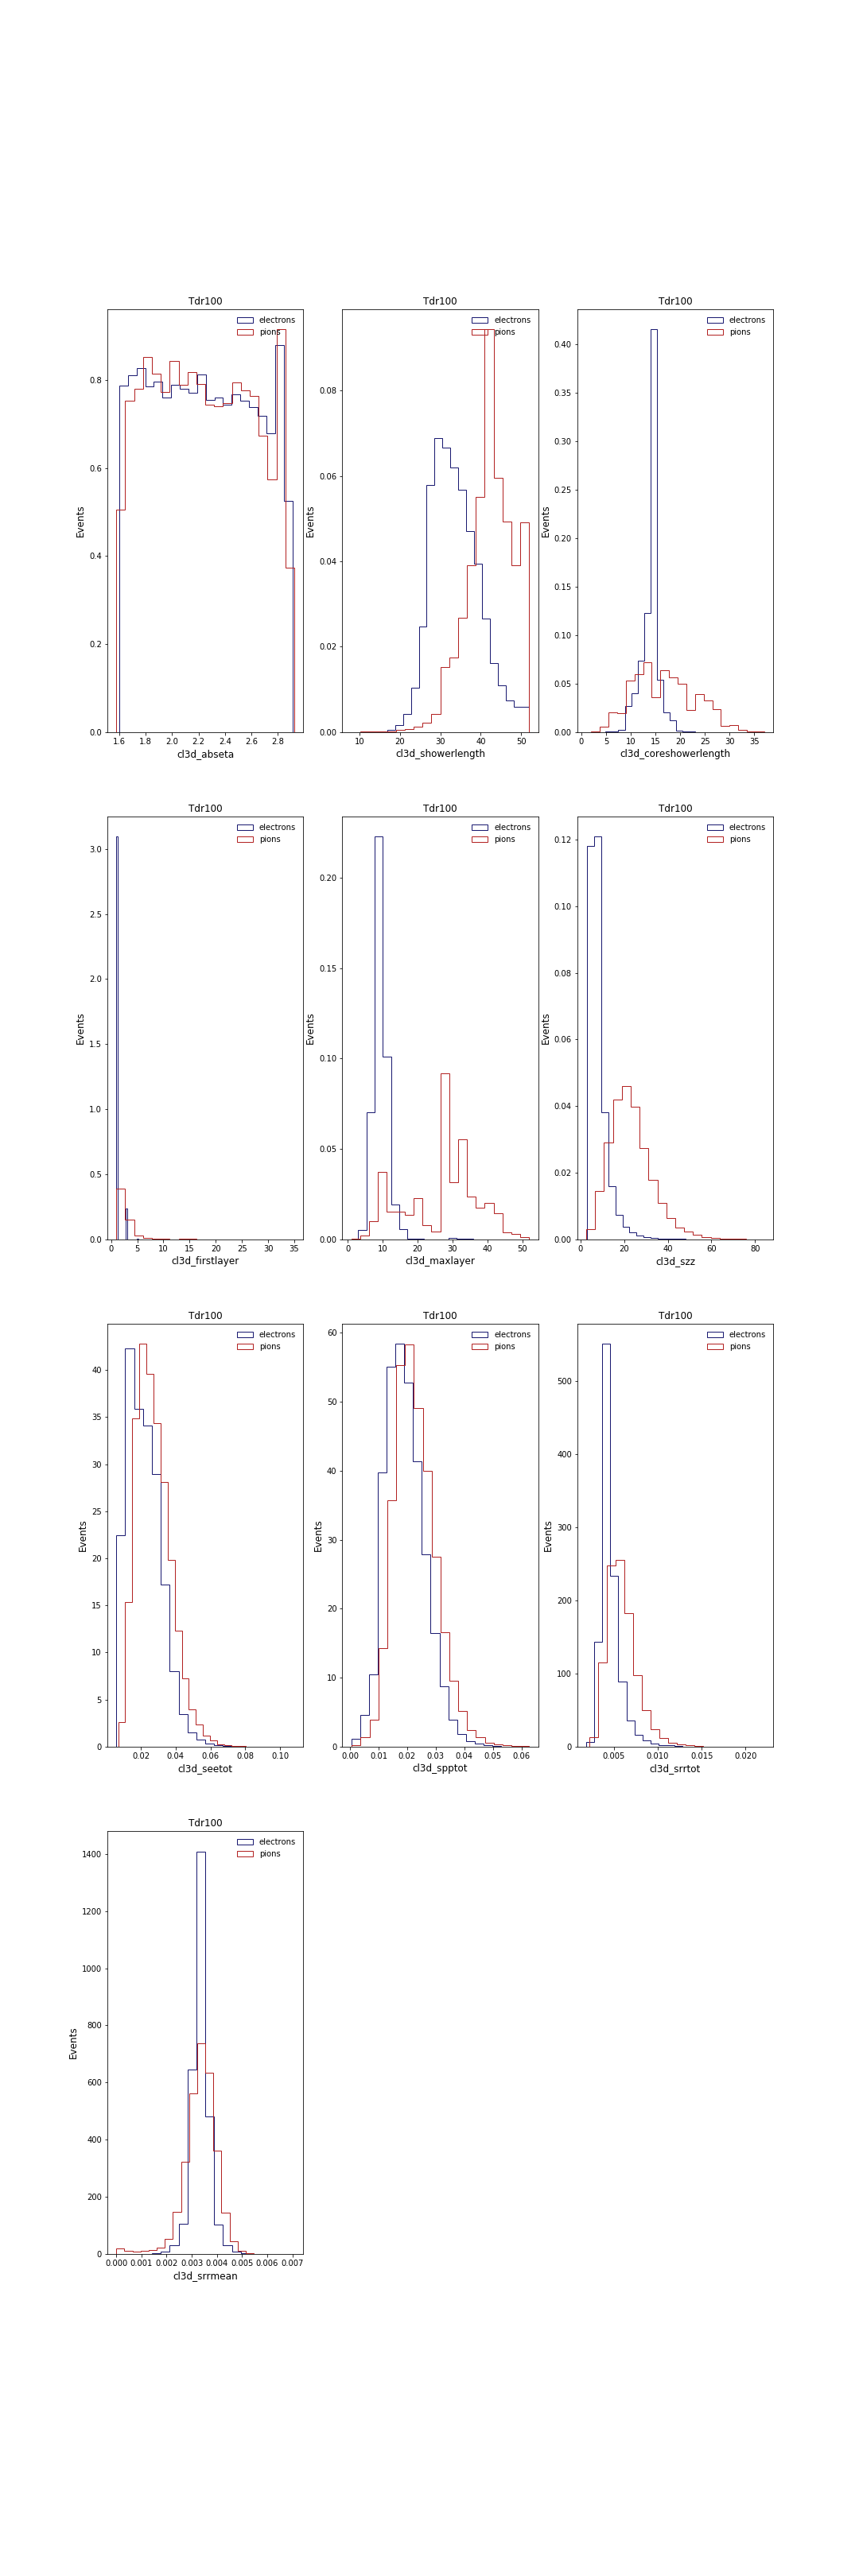 Tdr100
electrons
pions
0.8
0.6
0.4
0.2
0.0
Events
1.6 1.8 2.0 2.2 2.4 2.6 2.8
cl3d_abseta
Tdr100
electrons
pions
0.08
0.06
0.04
0.02
0.00
Events
10 20 30 40 50
cl3d_showerlength
Tdr100
electrons
pions
0.40
0.35
0.30
0.25
0.20
0.15
0.10
0.05
0.00
Events
0 5 10 15 20 25 30 35
cl3d_coreshowerlength
Tdr100
electrons
pions
3.0
2.5
2.0
1.5
1.0
0.5
0.0
Events
0 5 10 15 20 25 30 35
cl3d_firstlayer
Tdr100
electrons
pions
0.20
0.15
0.10
0.05
0.00
Events
0 10 20 30 40 50
cl3d_maxlayer
Tdr100
electrons
pions
0.12
0.10
0.08
0.06
0.04
0.02
0.00
Events
0 20 40 60 80
cl3d_szz
Tdr100
electrons
pions
40
35
30
25
20
15
10
5
0
Events
0.02 0.04 0.06 0.08 0.10
cl3d_seetot
Tdr100
electrons
pions
60
50
40
30
20
10
0
Events
0.00 0.01 0.02 0.03 0.04 0.05 0.06
cl3d_spptot
Tdr100
electrons
pions
500
400
300
200
100
0
Events
0.005 0.010 0.015 0.020
cl3d_srrtot
Tdr100
electrons
pions
1400
1200
1000
800
600
400
200
0
Events
0.000 0.001 0.002 0.003 0.004 0.005 0.006 0.007
cl3d_srrmean